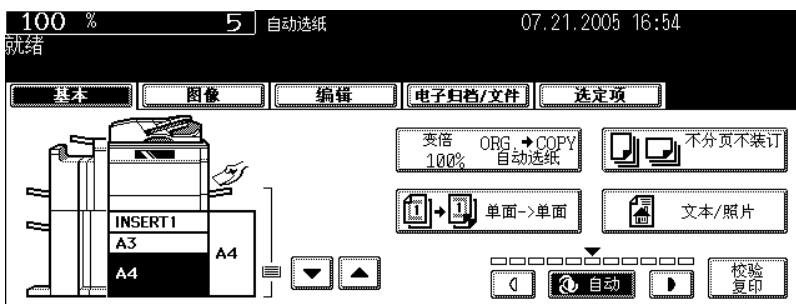 100 % 5 自动选纸 07.21.2005 16:54
就绪
基本 图像 编辑 电子归档/文件 选定项
变倍 ORG.→COPY
100% 自动选纸
不分页不装订
1→1 单面->单面
文本/照片
INSERT1
A3
A4
A4
自动
校验
复印